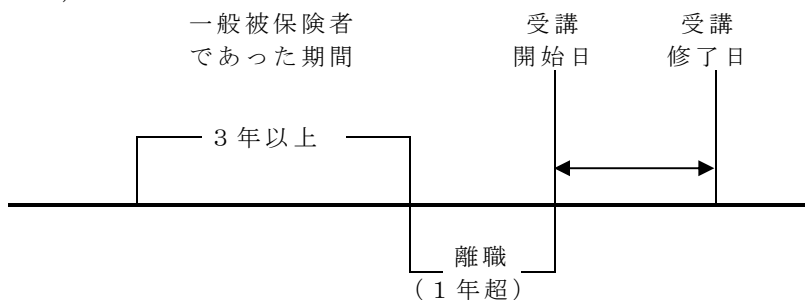 一般被保険者
であった期間
受講
開始日
受講
修了日
３年以上
離職
（１年超）